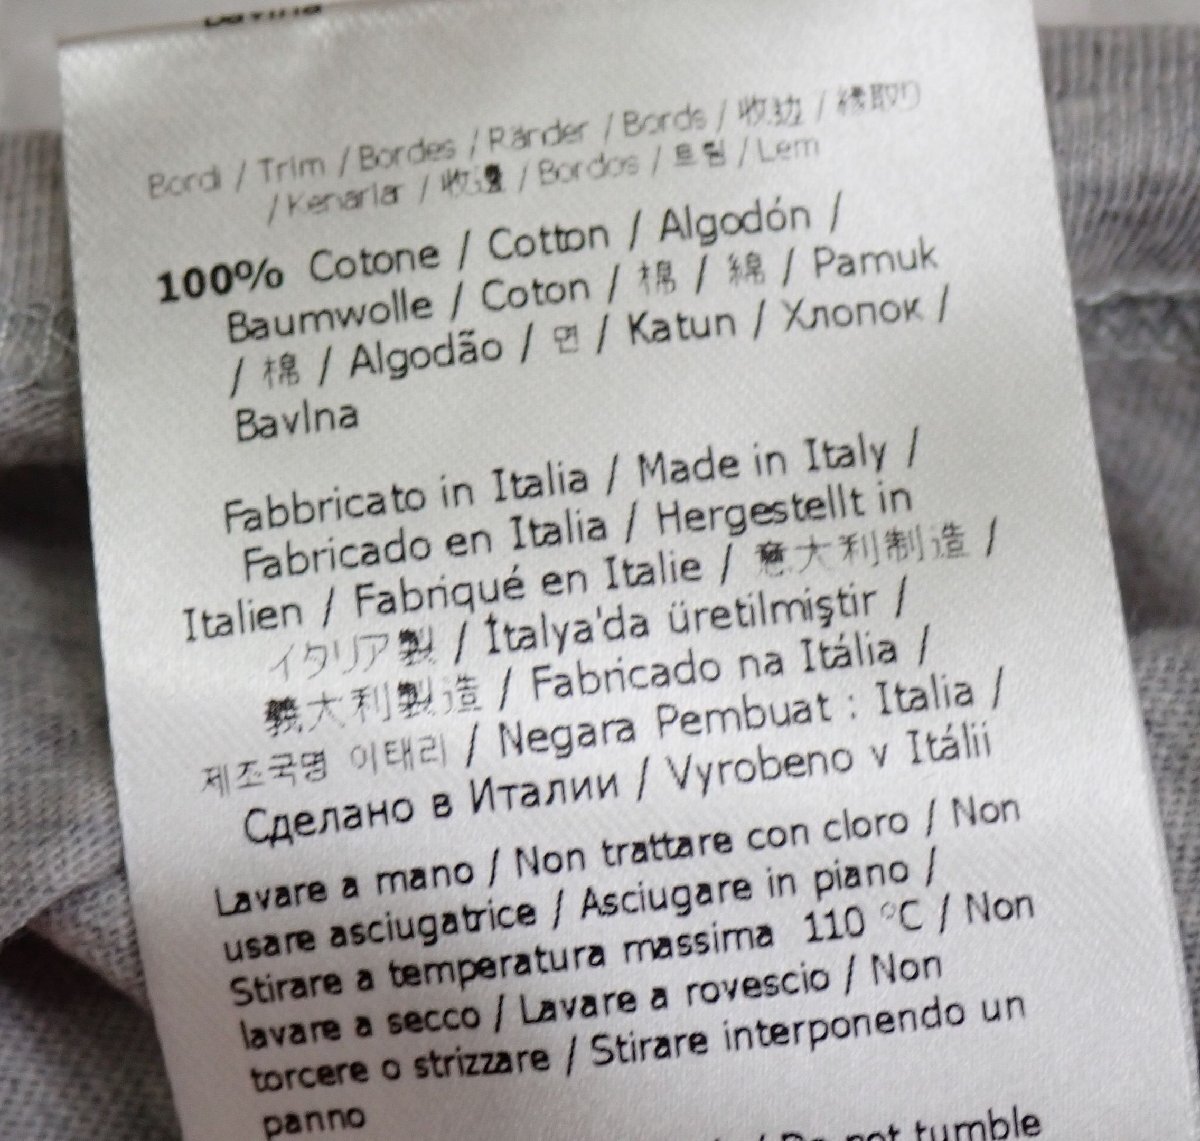 Bavlna
Bordi / Trim / Bordes / Ränder / Bords / 收边 / 縁取り
/ Kenarlar / 收邊 / Bordos / 트림 / Lem
100% Cotone / Cotton / Algodón /
Baumwolle / Coton / 棉 / 綿 / Pamuk
/ 棉 / Algodão / 면 / Katun / Хлопок /
Bavlna
Fabbricato in Italia / Made in Italy /
Fabricado en Italia / Hergestellt in
Italien / Fabriqué en Italie / 意大利制造 /
イタリア製 / İtalya'da üretilmiştir /
義大利製造 / Fabricado na Itália /
제조국명 이태리 / Negara Pembuat : Italia /
Сделано в Италии / Vyrobeno v Itálii
Lavare a mano / Non trattare con cloro / Non
usare asciugatrice / Asciugare in piano /
Stirare a temperatura massima 110 °C / Non
lavare a secco / Lavare a rovescio / Non
torcere o strizzare / Stirare interponendo un
panno
/ Do not tumble